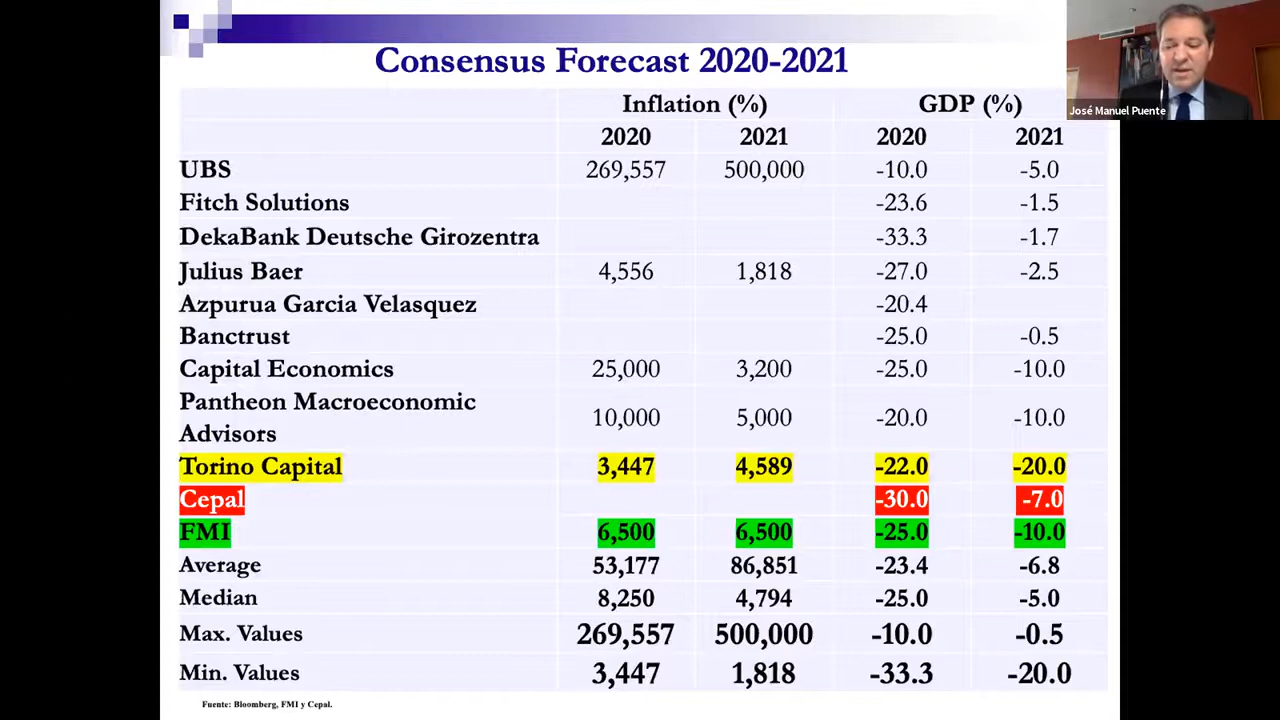 Consensus Forecast 2020-2021
José Manuel Puente
Inflation (%) GDP (%)
2020 2021 2020 2021
UBS 269,557 500,000 -10.0 -5.0
Fitch Solutions -23.6 -1.5
DekaBank Deutsche Girozentra -33.3 -1.7
Julius Baer 4,556 1,818 -27.0 -2.5
Azpurua Garcia Velasquez -20.4
Banctrust -25.0 -0.5
Capital Economics 25,000 3,200 -25.0 -10.0
Pantheon Macroeconomic
Advisors 10,000 5,000 -20.0 -10.0
Torino Capital 3,447 4,589 -22.0 -20.0
Cepal -30.0 -7.0
FMI 6,500 6,500 -25.0 -10.0
Average 53,177 86,851 -23.4 -6.8
Median 8,250 4,794 -25.0 -5.0
Max. Values 269,557 500,000 -10.0 -0.5
Min. Values 3,447 1,818 -33.3 -20.0
Fuente: Bloomberg, FMI y Cepal.